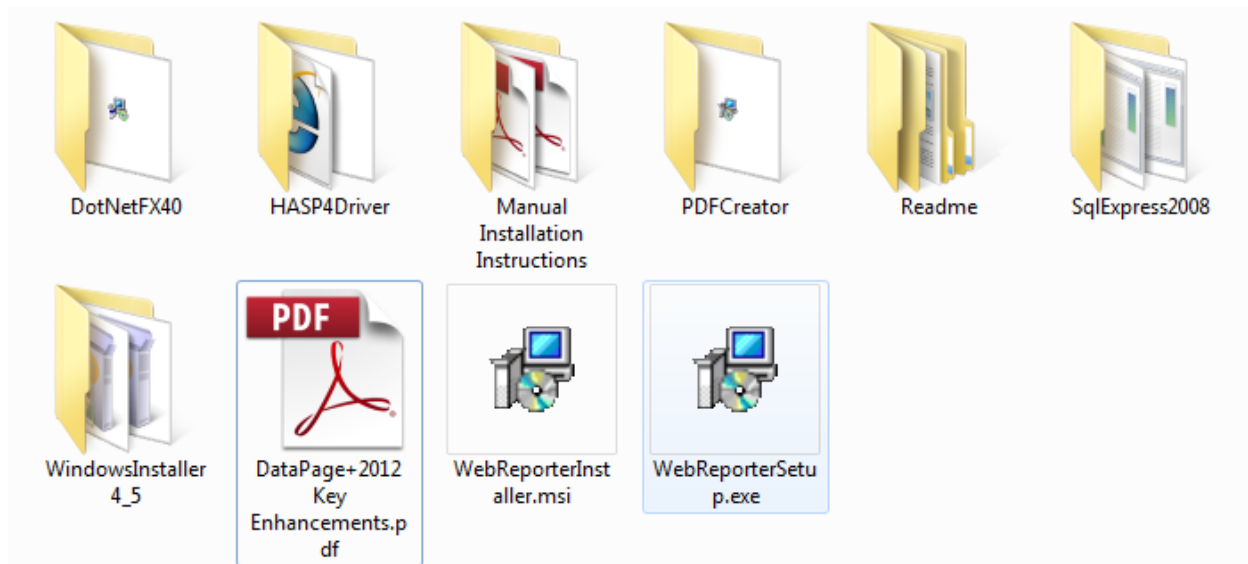 DotNetFX40
HASP4Driver
Manual
Installation
Instructions
PDFCreator
Readme
SqlExpress2008
WindowsInstaller
4_5
PDF
DataPage+2012
Key
Enhancements.p
df
WebReporterInst
aller.msi
WebReporterSetu
p.exe